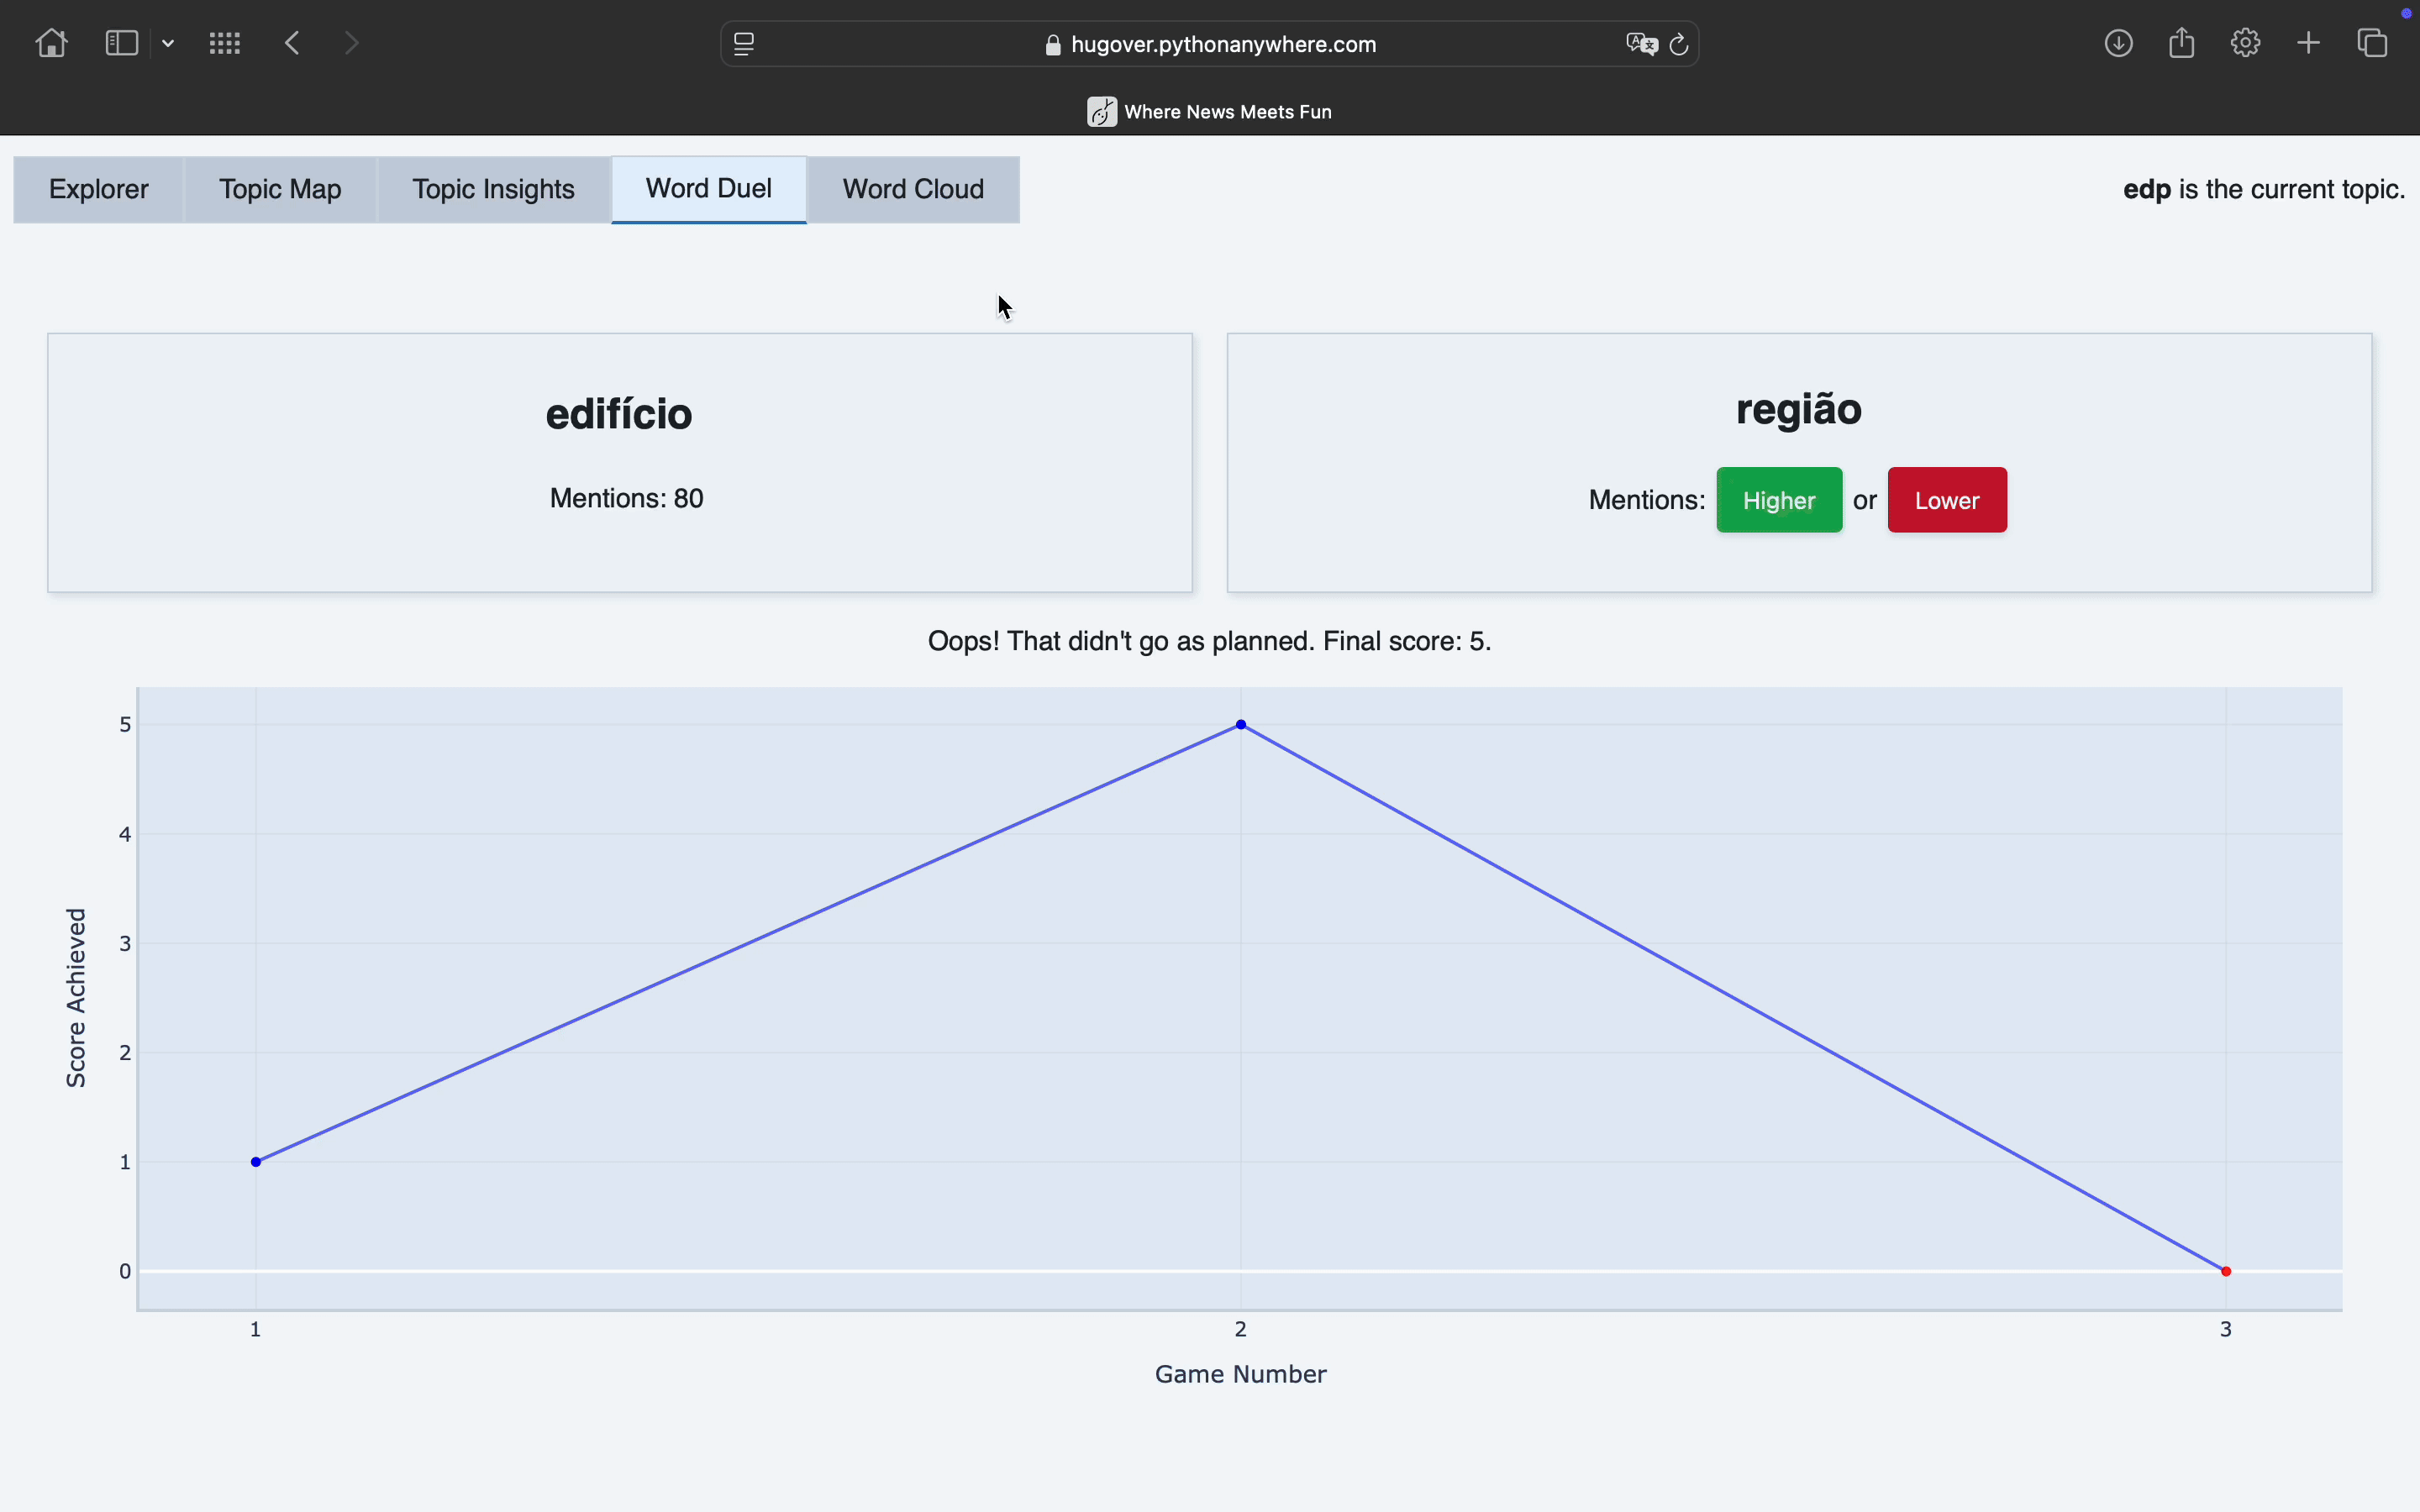 hugover.pythonanywhere.com
Where News Meets Fun
Explorer Topic Map Topic Insights Word Duel Word Cloud edp is the current topic.
edifício
Mentions: 80
região
Mentions: Higher or Lower
Oops! That didn't go as planned. Final score: 5.
5
4
3
2
1
0
Score Achieved
1 2 3
Game Number